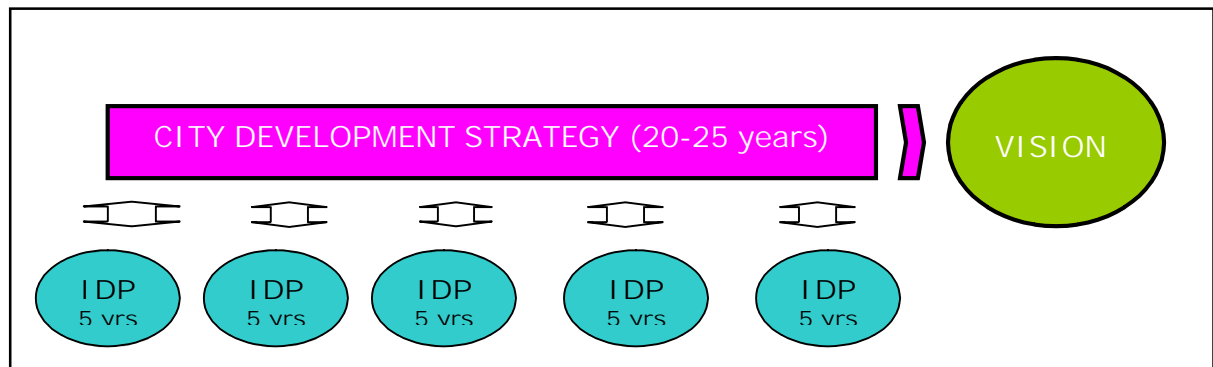 CITY DEVELOPMENT STRATEGY (20-25 years)
VISION
IDP
5 yrs
IDP
5 yrs
IDP
5 yrs
IDP
5 yrs
IDP
5 yrs